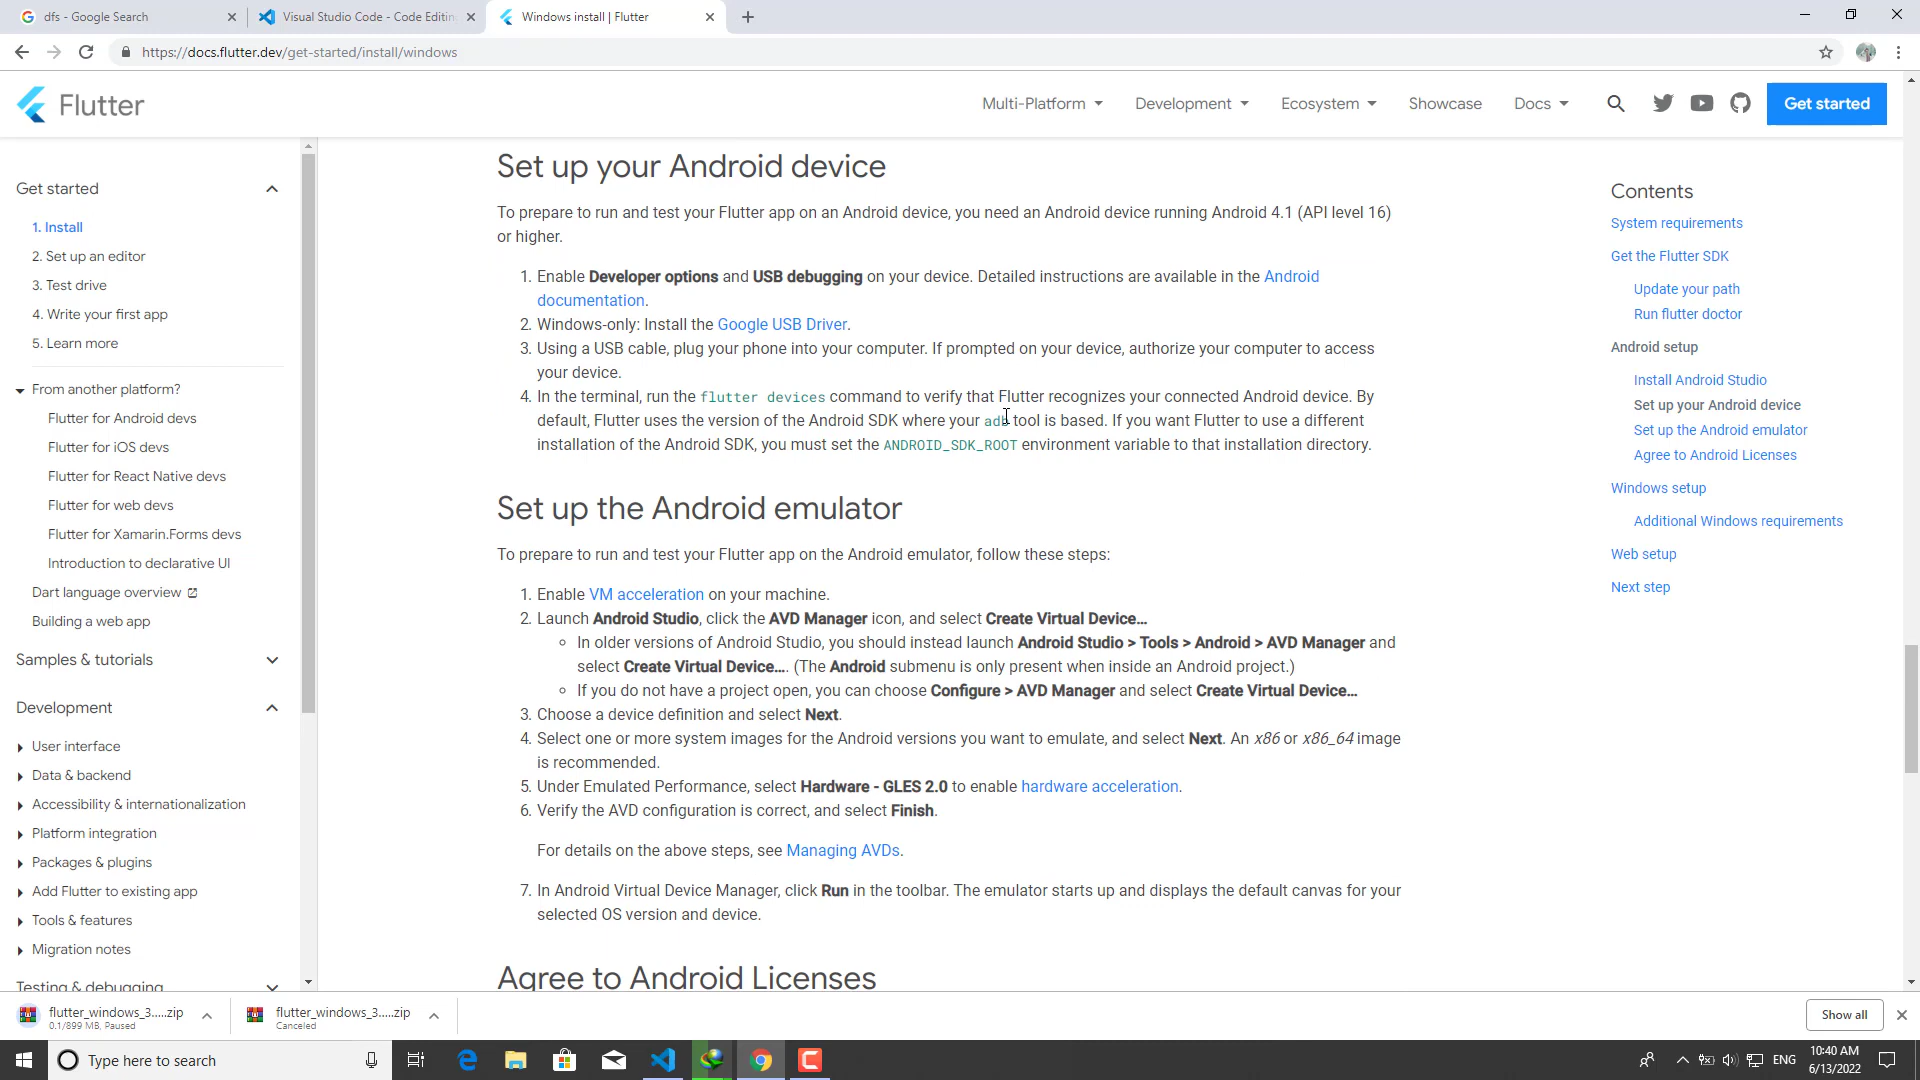 dfs - Google Search
Visual Studio Code - Code Editin
Windows install | Flutter
https://docs.flutter.dev/get-started/install/windows
Flutter
Multi-Platform
Development
Ecosystem
Showcase
Docs
Get started
Get started
1. Install
2. Set up an editor
3. Test drive
4. Write your first app
5. Learn more
From another platform?
Flutter for Android devs
Flutter for iOS devs
Flutter for React Native devs
Flutter for web devs
Flutter for Xamarin.Forms devs
Introduction to declarative UI
Dart language overview
Building a web app
Samples & tutorials
Development
User interface
Data & backend
Accessibility & internationalization
Platform integration
Packages & plugins
Add Flutter to existing app
Tools & features
Migration notes
Testing & debugging
Set up your Android device
To prepare to run and test your Flutter app on an Android device, you need an Android device running Android 4.1 (API level 16)
or higher.
1. Enable Developer options and USB debugging on your device. Detailed instructions are available in the Android
documentation.
2. Windows-only: Install the Google USB Driver.
3. Using a USB cable, plug your phone into your computer. If prompted on your device, authorize your computer to access
your device.
4. In the terminal, run the flutter devices command to verify that Flutter recognizes your connected Android device. By
default, Flutter uses the version of the Android SDK where your adb tool is based. If you want Flutter to use a different
installation of the Android SDK, you must set the ANDROID_SDK_ROOT environment variable to that installation directory.
Set up the Android emulator
To prepare to run and test your Flutter app on the Android emulator, follow these steps:
1. Enable VM acceleration on your machine.
2. Launch Android Studio, click the AVD Manager icon, and select Create Virtual Device…
In older versions of Android Studio, you should instead launch Android Studio > Tools > Android > AVD Manager and
select Create Virtual Device…. (The Android submenu is only present when inside an Android project.)
If you do not have a project open, you can choose Configure > AVD Manager and select Create Virtual Device…
3. Choose a device definition and select Next.
4. Select one or more system images for the Android versions you want to emulate, and select Next. An x86 or x86_64 image
is recommended.
5. Under Emulated Performance, select Hardware - GLES 2.0 to enable hardware acceleration.
6. Verify the AVD configuration is correct, and select Finish.
For details on the above steps, see Managing AVDs.
7. In Android Virtual Device Manager, click Run in the toolbar. The emulator starts up and displays the default canvas for your
selected OS version and device.
Agree to Android Licenses
Contents
System requirements
Get the Flutter SDK
Update your path
Run flutter doctor
Android setup
Install Android Studio
Set up your Android device
Set up the Android emulator
Agree to Android Licenses
Windows setup
Additional Windows requirements
Web setup
Next step
flutter_windows_3.....zip
0.1/899 MB, Paused
flutter_windows_3.....zip
Canceled
Show all
Type here to search
ENG
10:40 AM
6/13/2022